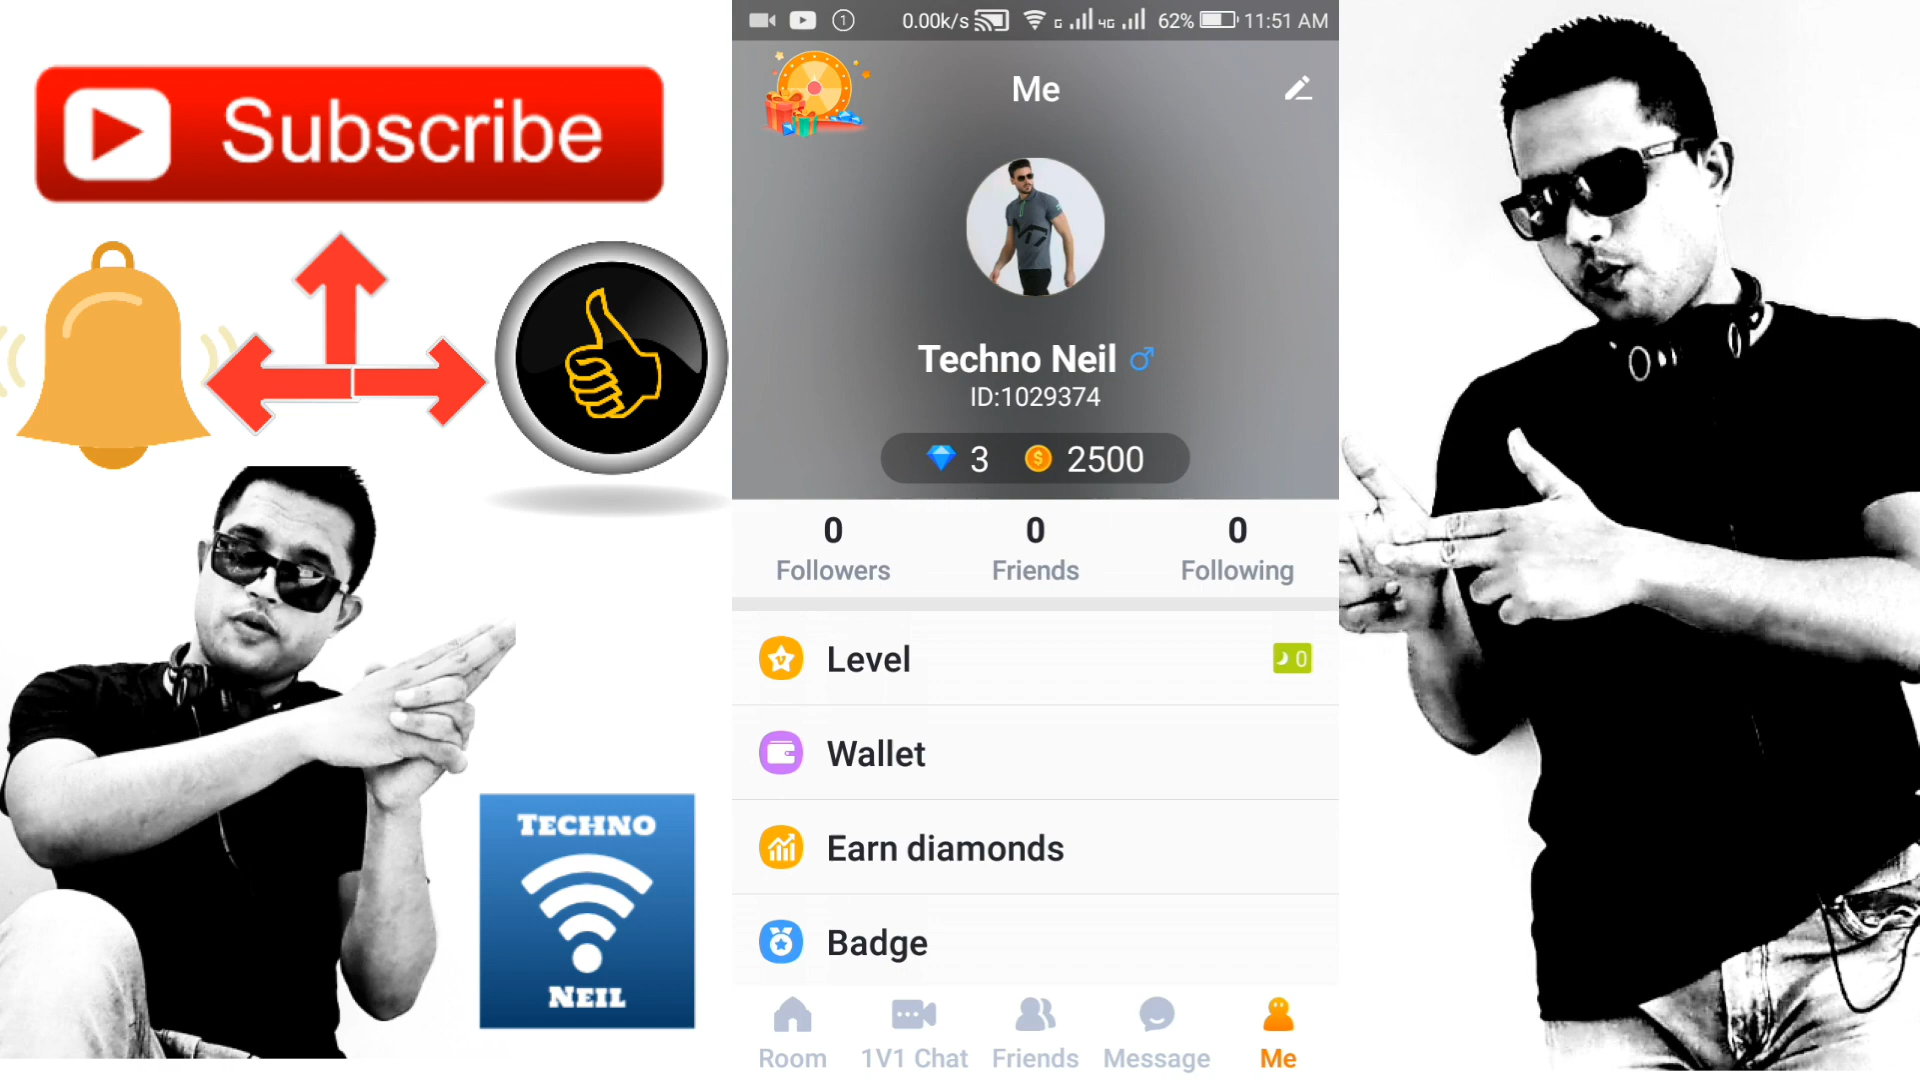 Subscribe
TECHNO
NEIL
0.00k/s G 4G 62% 11:51 AM
Me
Techno Neil
ID:1029374
3 2500
0 0 0
Followers Friends Following
Level 0
Wallet
Earn diamonds
Badge
Room 1V1 Chat Friends Message Me